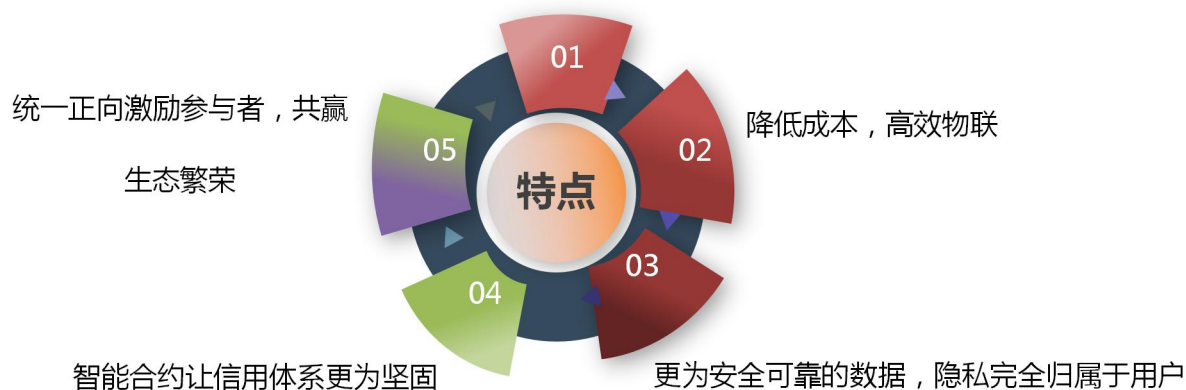 01
02
降低成本，高效物联
03
更为安全可靠的数据，隐私完全归属于用户
04
智能合约让信用体系更为坚固
05
统一正向激励参与者，共赢
生态繁荣
特点